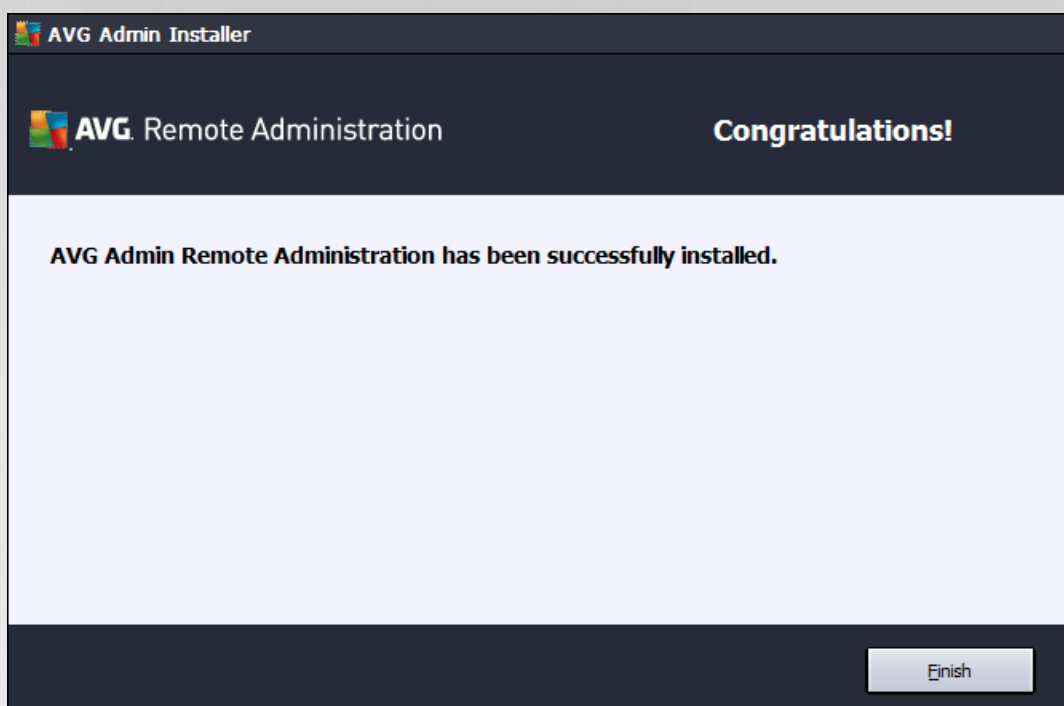 AVG Admin Installer
AVG. Remote Administration
Congratulations!
AVG Admin Remote Administration has been successfully installed.
Finish